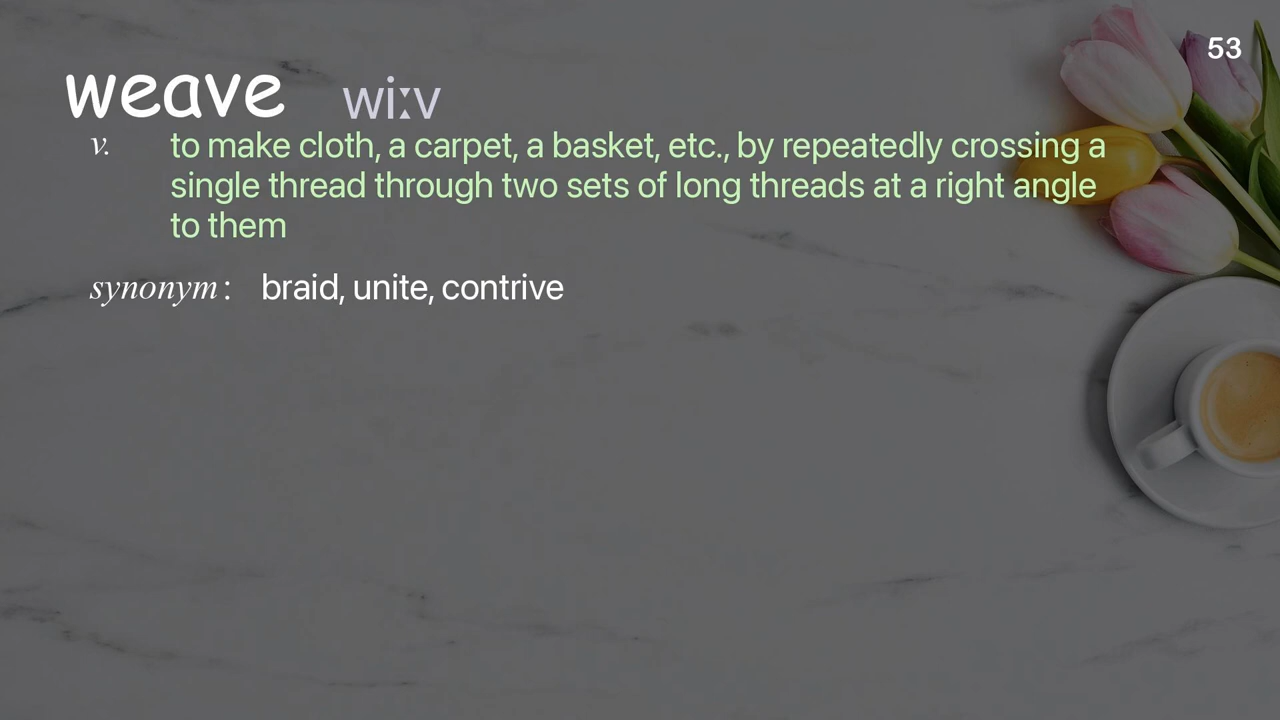 53
weave wiːv
v. to make cloth, a carpet, a basket, etc., by repeatedly crossing a
single thread through two sets of long threads at a right angle
to them
synonym: braid, unite, contrive